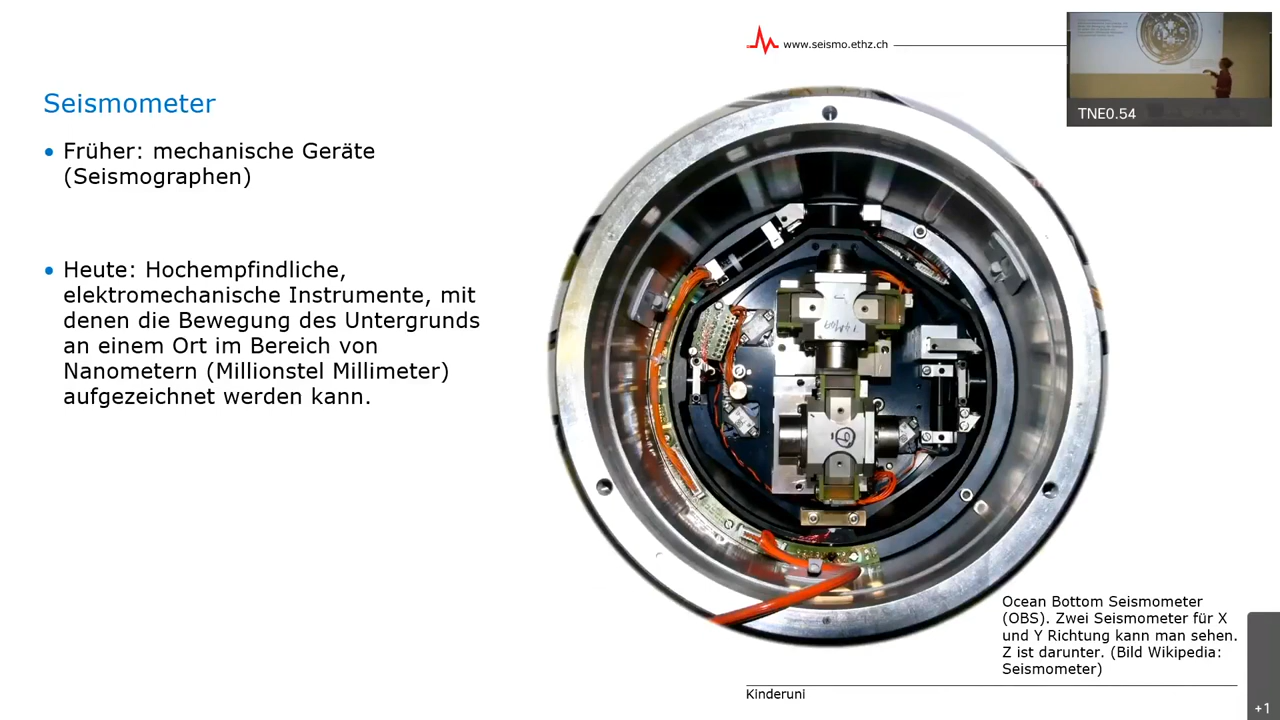 www.seismo.ethz.ch
TNE0.54
Seismometer
Früher: mechanische Geräte
(Seismographen)
Heute: Hochempfindliche,
elektromechanische Instrumente, mit
denen die Bewegung des Untergrunds
an einem Ort im Bereich von
Nanometern (Millionstel Millimeter)
aufgezeichnet werden kann.
Ocean Bottom Seismometer
(OBS). Zwei Seismometer für X
und Y Richtung kann man sehen.
Z ist darunter. (Bild Wikipedia:
Seismometer)
Kinderuni
+1